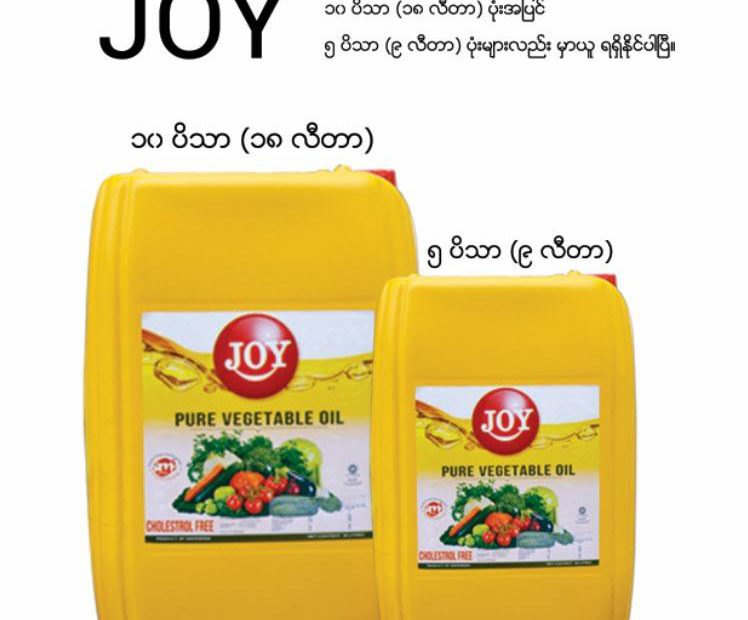 JOY
၁၀ ပိသာ (၁၈ လီတာ) ပုံးအပြင်
၅ ပိသာ (၉ လီတာ) ပုံးများလည်း မှာယူ ရရှိနိုင်ပါပြီ။
၁၀ ပိသာ (၁၈ လီတာ)
၅ ပိသာ (၉ လီတာ)
JOY
PURE VEGETABLE OIL
CHOLESTROL FREE
PRODUCT OF INDONESIA
JOY
PURE VEGETABLE OIL
CHOLESTROL FREE